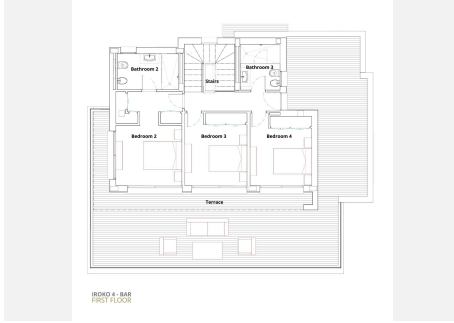 Bathroom 2
Stairs
Bathroom 3
Bedroom 2
Bedroom 3
Bedroom 4
Terrace
IROKO 4 - BAR
FIRST FLOOR